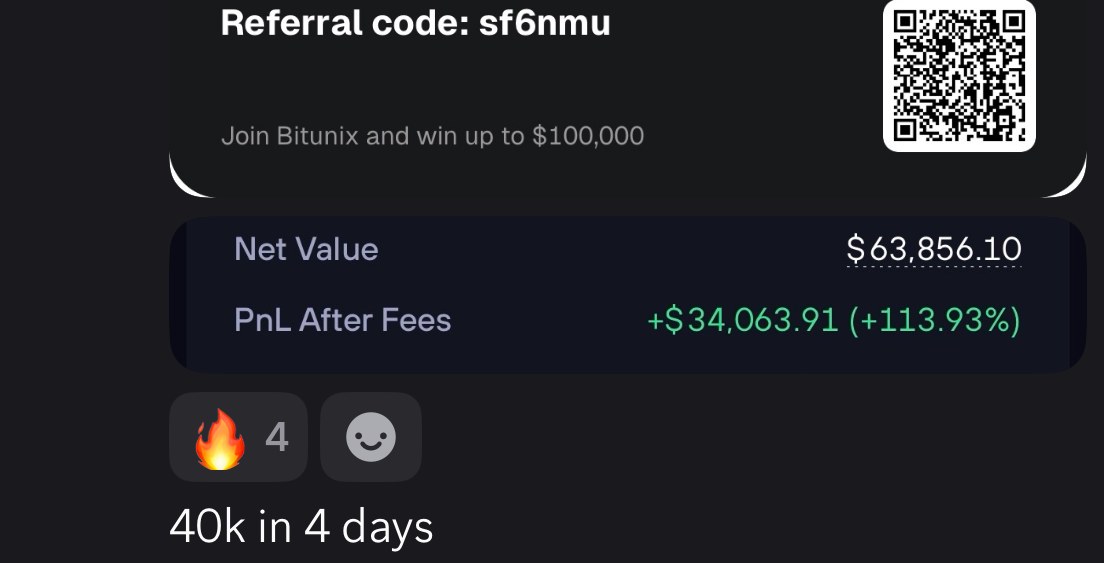 Referral code: sf6nmu
Join Bitunix and win up to $100,000
Net Value $63,856.10
PnL After Fees +$34,063.91 (+113.93%)
🔥 4
40k in 4 days